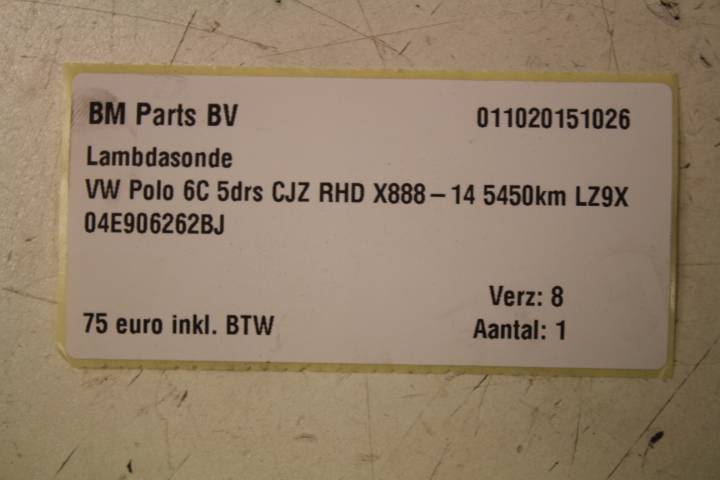 BM Parts BV 011020151026
Lambdasonde
VW Polo 6C 5drs CJZ RHD X888-14 5450km LZ9X
04E906262BJ
Verz: 8
75 euro inkl. BTW Aantal: 1